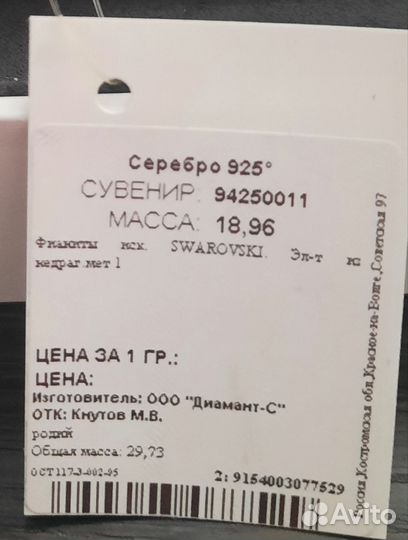 Серебро 925°
СУВЕНИР: 94250011
МАССА: 18,96
Фианиты иск. SWAROVSKI. Эл-т из
недраг.мет 1
ЦЕНА ЗА 1 ГР.:
ЦЕНА:
Изготовитель: ООО "Диамант-С"
ОТК: Кнутов М.В.
родий
Общая масса: 29,73
ОСТ117-3-002-95
2: 9154003077529
Россия,Костромская обл,Красное-на-Волге,Советская 97
Avito